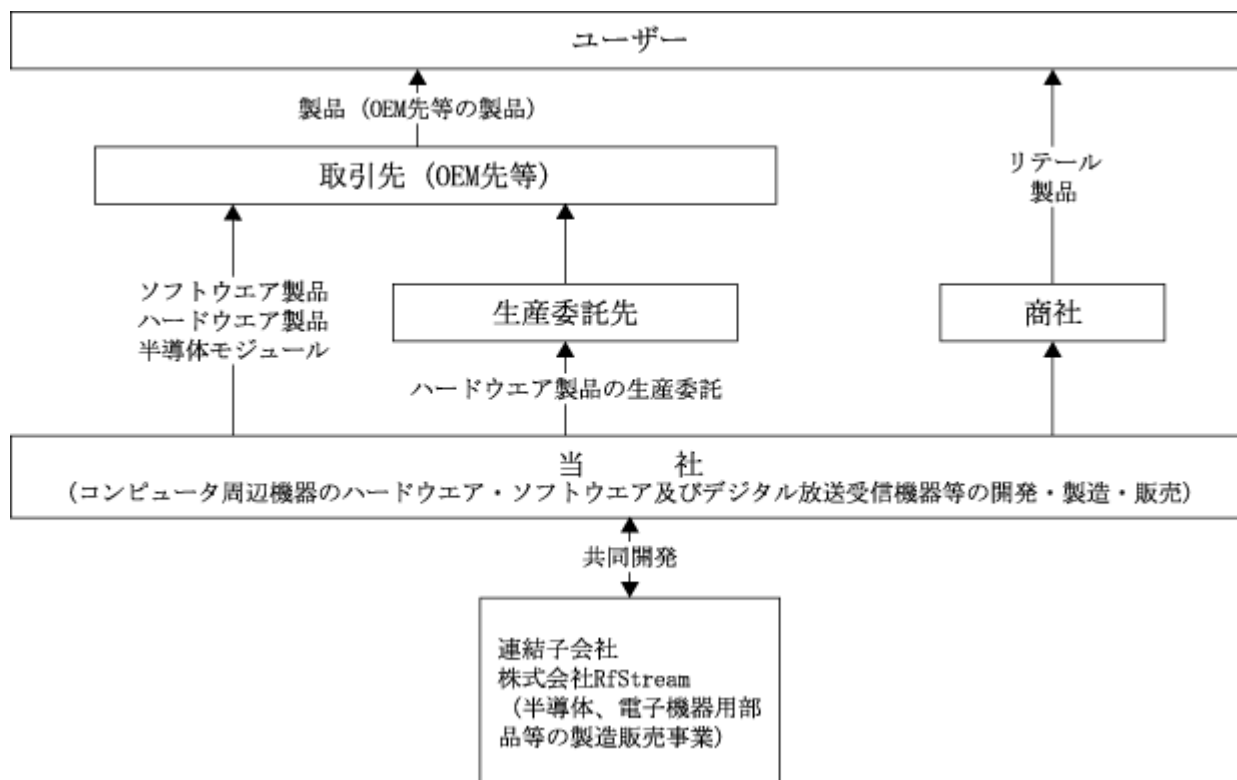 ユーザー
製品 (OEM先等の製品)
取引先 (OEM先等)
リテール
製品
ソフトウエア製品
ハードウエア製品
半導体モジュール
生産委託先
商社
ハードウエア製品の生産委託
当　　社
(コンピュータ周辺機器のハードウエア・ソフトウエア及びデジタル放送受信機器等の開発・製造・販売)
共同開発
連結子会社
株式会社RfStream
(半導体、電子機器用部
品等の製造販売事業)